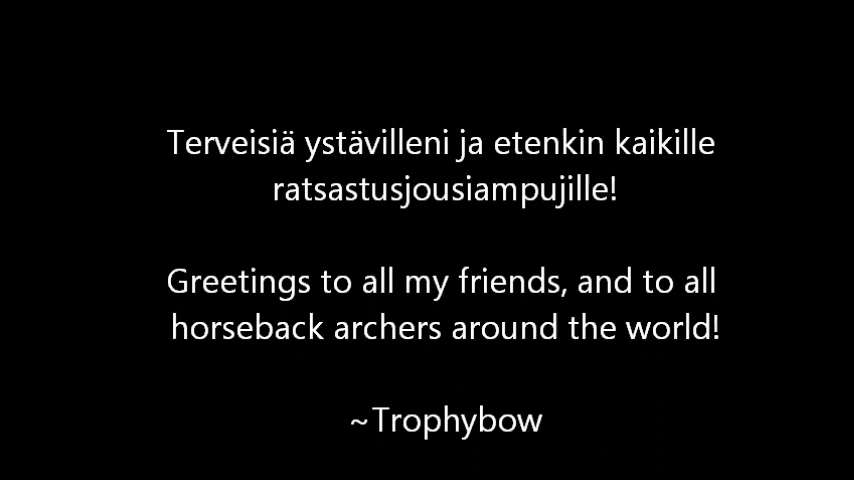 Terveisiä ystävilleni ja etenkin kaikille
ratsastusjousiampujille!
Greetings to all my friends, and to all
horseback archers around the world!
~Trophybow